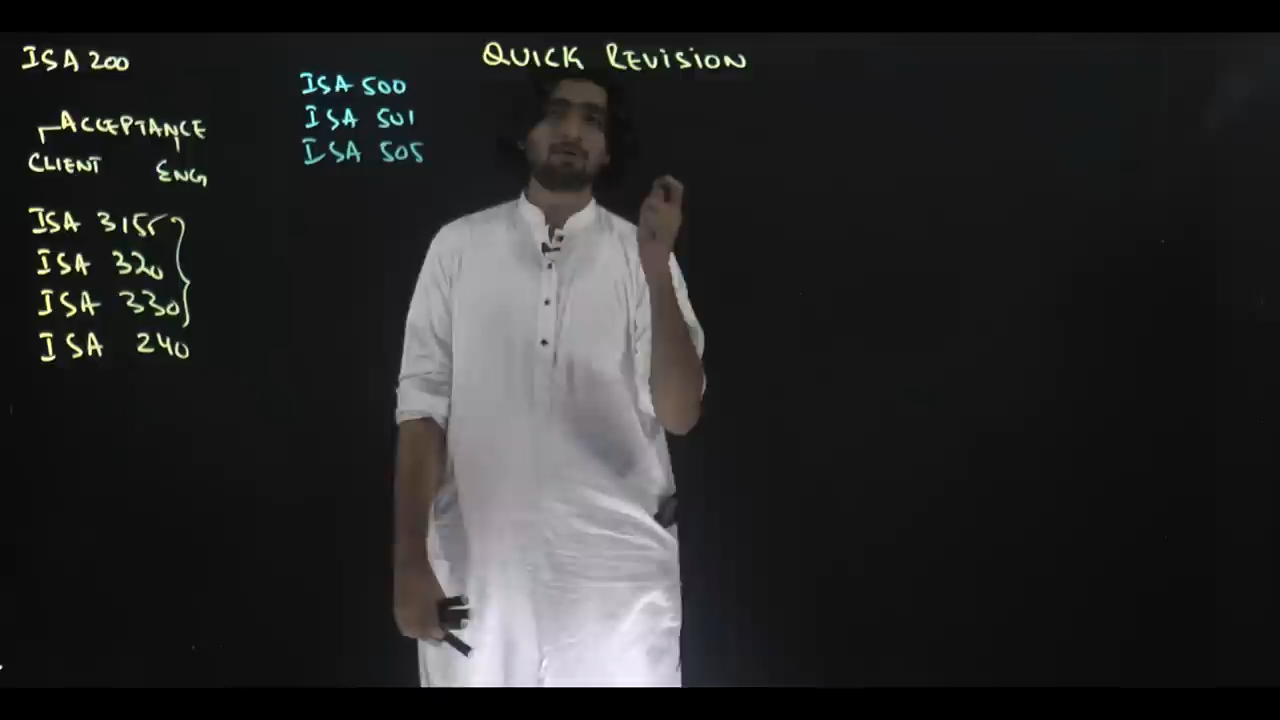 QUICK REVISION
ISA 200
ACCEPTANCE
CLIENT ENG
ISA 315
ISA 320
ISA 330
ISA 240
ISA 500
ISA 501
ISA 505